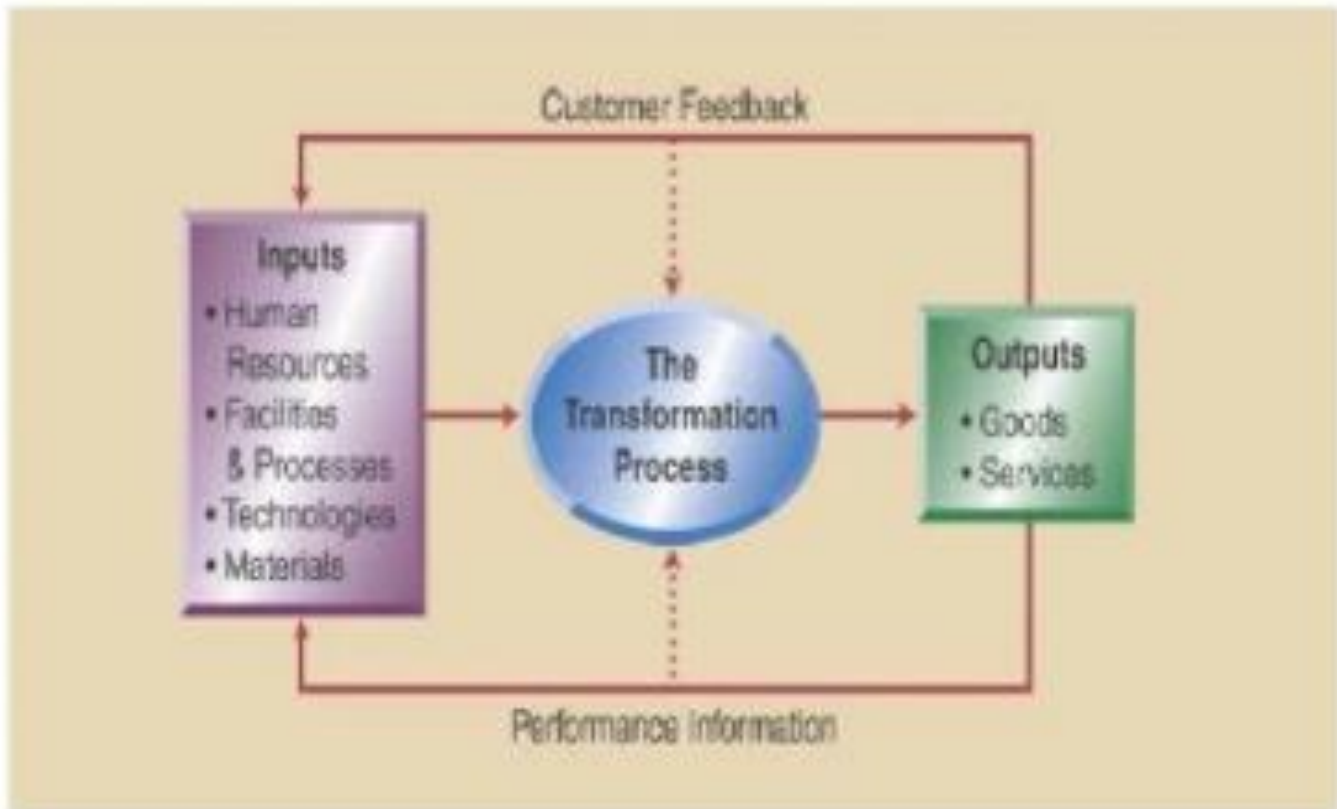 Customer Feedback
Inputs
• Human
Resources
• Facilities
& Processes
• Technologies
• Materials
The
Transformation
Process
Outputs
• Goods
• Services
Performance Information